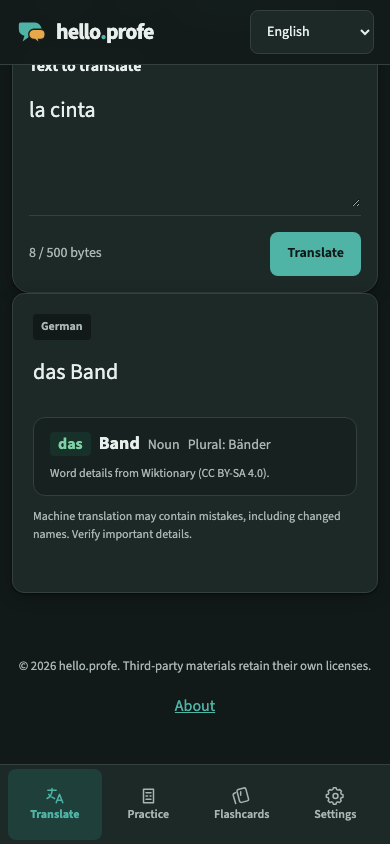 hello.profe
English
Text to translate
la cinta
8 / 500 bytes
Translate
German
das Band
das Band Noun Plural: Bänder
Word details from Wiktionary (CC BY-SA 4.0).
Machine translation may contain mistakes, including changed
names. Verify important details.
© 2026 hello.profe. Third-party materials retain their own licenses.
About
Translate
Practice
Flashcards
Settings